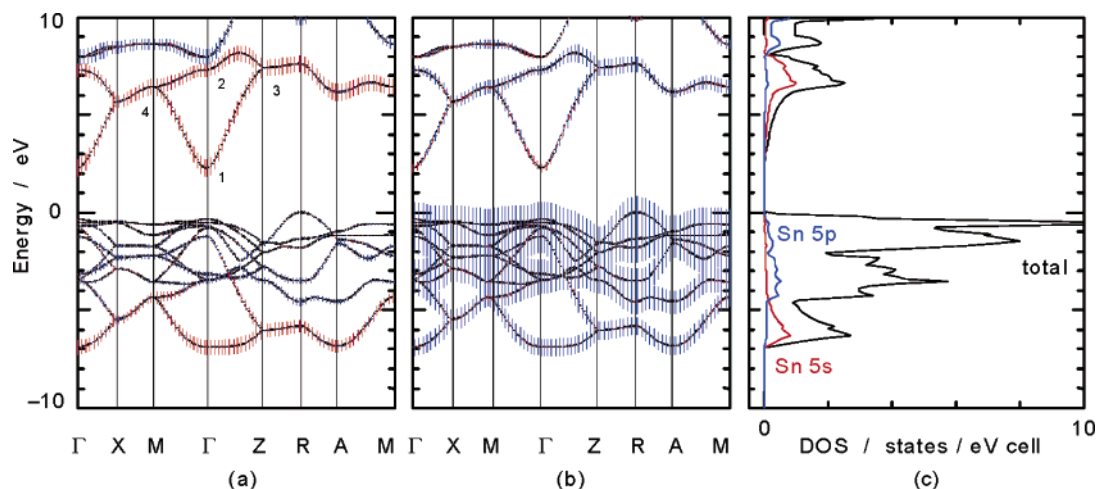 10
2
3
4
1
0
Energy / eV
Sn 5p
total
Sn 5s
–10
0
10
Γ X M Γ Z R A M
Γ X M Γ Z R A M
DOS / states / eV cell
(a)
(b)
(c)